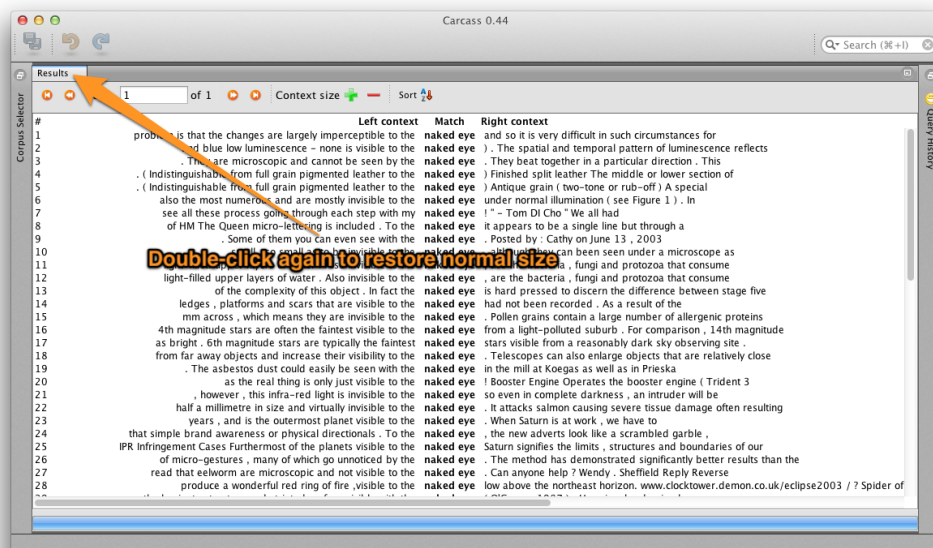 Carcass 0.44
Search (⌘+I)
Results
1 of 1 Context size Sort
Corpus Selector
Query History
# Left context Match Right context
1 problem is that the changes are largely imperceptible to the naked eye and so it is very difficult in such circumstances for
2 and blue low luminescence – none is visible to the naked eye ) . The spatial and temporal pattern of luminescence reflects
3 . They are microscopic and cannot be seen by the naked eye . They beat together in a particular direction . This
4 . ( Indistinguishable from full grain pigmented leather to the naked eye ) Finished split leather The middle or lower section of
5 . ( Indistinguishable from full grain pigmented leather to the naked eye ) Antique grain ( two-tone or rub-off ) A special
6 also the most numerous and are mostly invisible to the naked eye under normal illumination ( see Figure 1 ) . In
7 see all these process going through each step with my naked eye ! " – Tom DI Cho " We all had
8 of HM The Queen micro-lettering is included . To the naked eye it appears to be a single line but through a
9 . Some of them you can even see with the naked eye . Posted by : Cathy on June 13 , 2003
Double-click again to restore normal size
10 naked eye can been seen under a microscope as
11 naked eye , fungi and protozoa that consume
12 light-filled upper layers of water . Also invisible to the naked eye , are the bacteria , fungi and protozoa that consume
13 of the complexity of this object . In fact the naked eye is hard pressed to discern the difference between stage five
14 ledges , platforms and scars that are visible to the naked eye had not been recorded . As a result of the
15 mm across , which means they are invisible to the naked eye . Pollen grains contain a large number of allergenic proteins
16 4th magnitude stars are often the faintest visible to the naked eye from a light-polluted suburb . For comparison , 14th magnitude
17 as bright . 6th magnitude stars are typically the faintest naked eye stars visible from a reasonably dark sky observing site .
18 from far away objects and increase their visibility to the naked eye . Telescopes can also enlarge objects that are relatively close
19 . The asbestos dust could easily be seen with the naked eye in the mill at Koegas as well as in Prieska
20 as the real thing is only just visible to the naked eye ! Booster Engine Operates the booster engine ( Trident 3
21 , however , this infra-red light is invisible to the naked eye so even in complete darkness , an intruder will be
22 half a millimetre in size and virtually invisible to the naked eye . It attacks salmon causing severe tissue damage often resulting
23 years , and is the outermost planet visible to the naked eye . When Saturn is at work , we have to
24 that simple brand awareness or physical directionals . To the naked eye , the new adverts look like a scrambled garble ,
25 IPR Infringement Cases Furthermost of the planets visible to the naked eye Saturn signifies the limits , structures and boundaries of our
26 of micro-gestures , many of which go unnoticed by the naked eye . The method has demonstrated significantly better results than the
27 read that eelworm are microscopic and not visible to the naked eye . Can anyone help ? Wendy . Sheffield Reply Reverse
28 produce a wonderful red ring of fire ,visible to the naked eye low above the northeast horizon. www.clocktower.demon.co.uk/eclipse2003 / ? Spider of